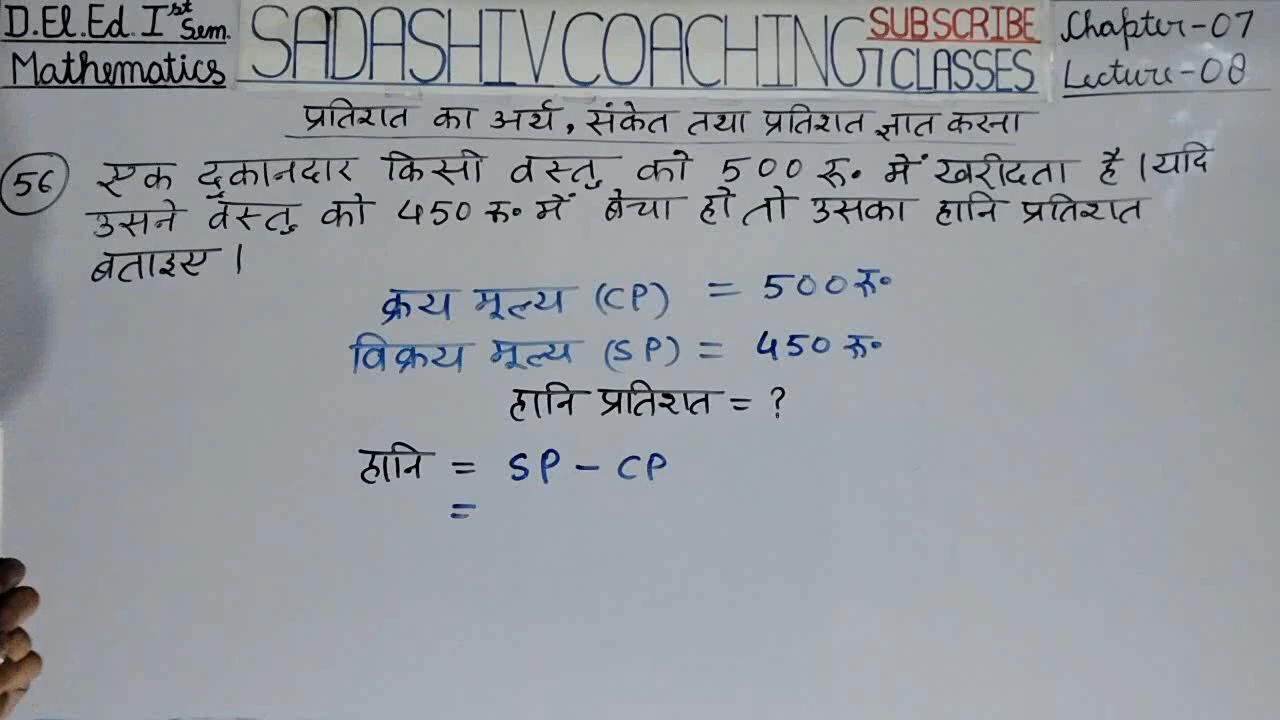 D.El.Ed. Ist Sem.
Mathematics
SADASHIV COACHING CLASSES
SUBSCRIBE
Chapter-07
Lecture-08
प्रतिशत का अर्थ, संकेत तथा प्रतिशत ज्ञात करना
56 एक दुकानदार किसी वस्तु को 500 रु॰ में खरीदता है। यदि
उसने वस्तु को 450 रु॰ में बेचा हो तो उसका हानि प्रतिशत
बताइए।
क्रय मूल्य (CP) = 500 रु॰
विक्रय मूल्य (SP) = 450 रु॰
हानि प्रतिशत = ?
हानि = SP - CP
=